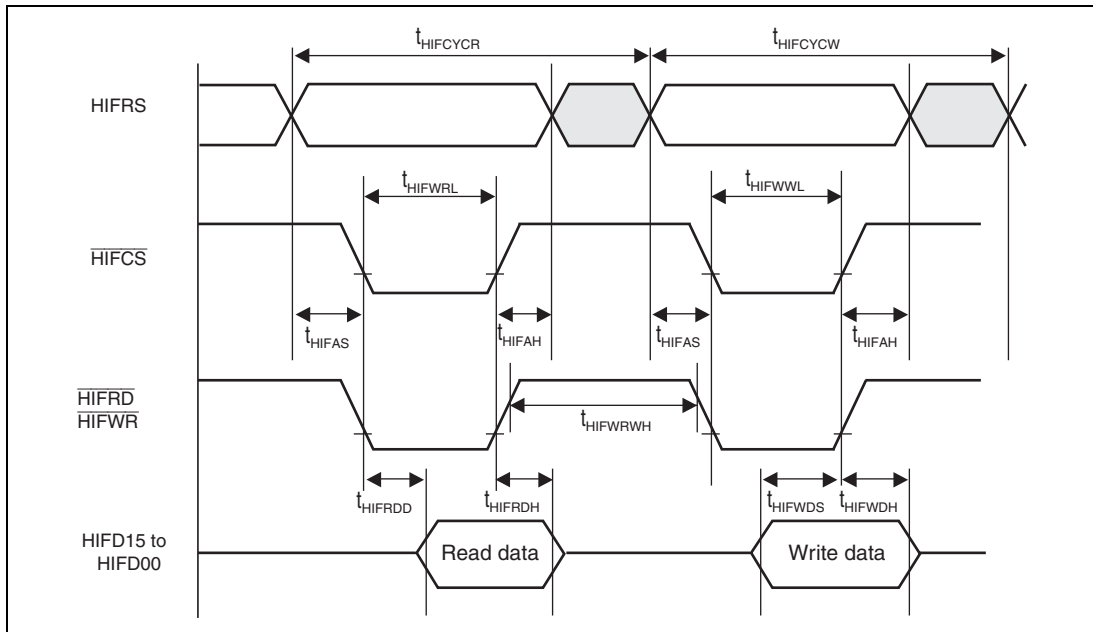 tHIFCYCR
tHIFCYCW
HIFRS
tHIFWRL
tHIFWWL
HIFCS
tHIFAS
tHIFAH
tHIFAS
tHIFAH
HIFRD
HIFWR
tHIFWRWH
tHIFRDD
tHIFRDH
tHIFWDS
tHIFWDH
HIFD15 to
HIFD00
Read data
Write data